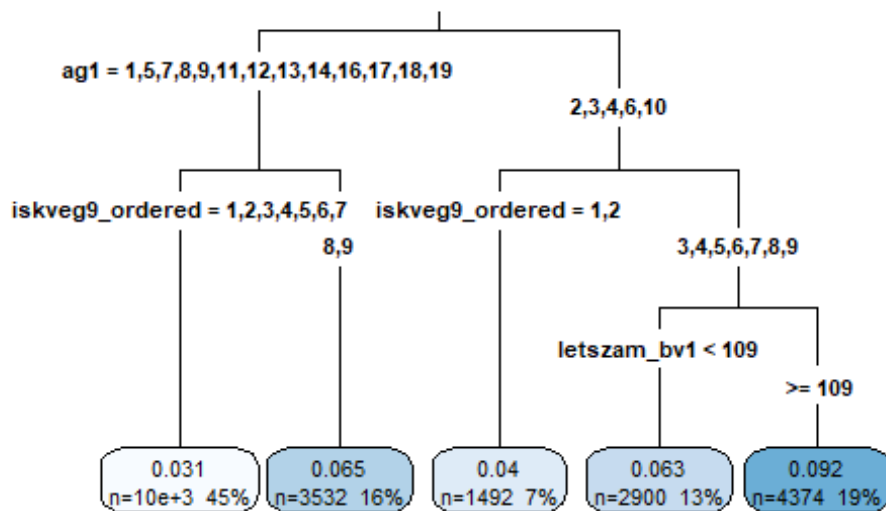 ag1 = 1,5,7,8,9,11,12,13,14,16,17,18,19
2,3,4,6,10
iskveg9_ordered = 1,2,3,4,5,6,7
iskveg9_ordered = 1,2
8,9
3,4,5,6,7,8,9
letszam_bv1 < 109
>= 109
0.031
n=10e+3 45%
0.065
n=3532 16%
0.04
n=1492 7%
0.063
n=2900 13%
0.092
n=4374 19%